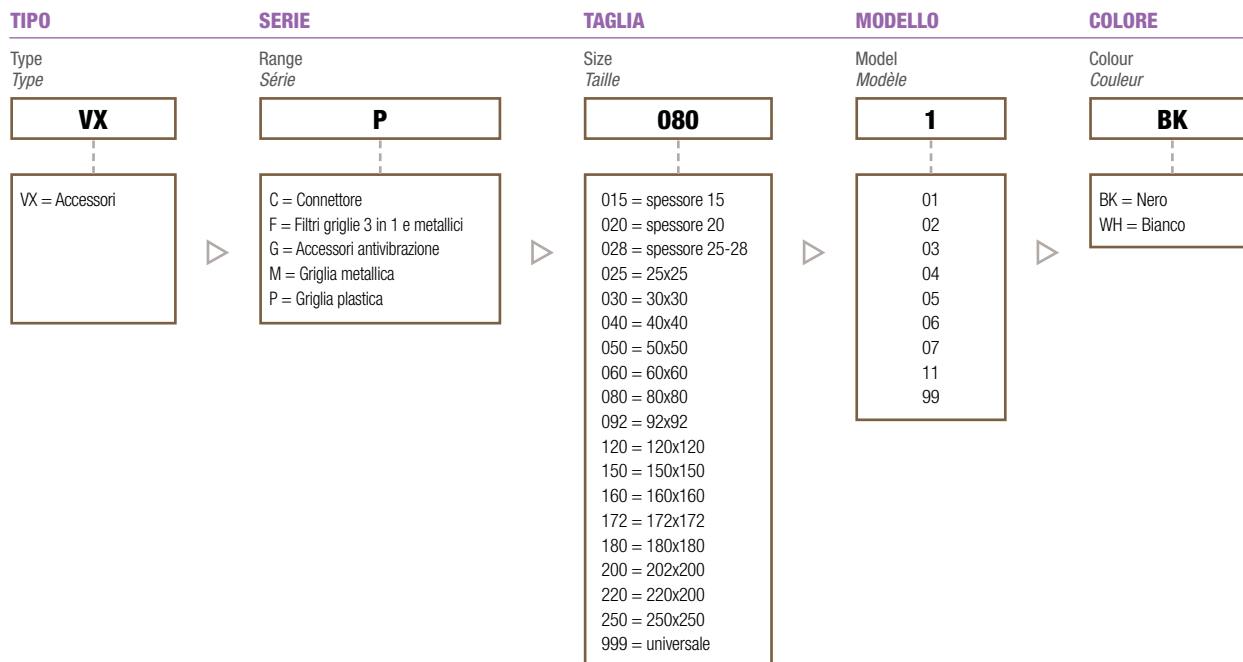 TIPO
SERIE
TAGLIA
MODELLO
COLORE
Type
Type
Range
Série
Size
Taille
Model
Modèle
Colour
Couleur
VX
P
080
1
BK
VX = Accessori
C = Connettore
F = Filtri griglie 3 in 1 e metallici
G = Accessori antivibrazione
M = Griglia metallica
P = Griglia plastica
015 = spessore 15
020 = spessore 20
028 = spessore 25-28
025 = 25x25
030 = 30x30
040 = 40x40
050 = 50x50
060 = 60x60
080 = 80x80
092 = 92x92
120 = 120x120
150 = 150x150
160 = 160x160
172 = 172x172
180 = 180x180
200 = 202x200
220 = 220x200
250 = 250x250
999 = universale
01
02
03
04
05
06
07
11
99
BK = Nero
WH = Bianco